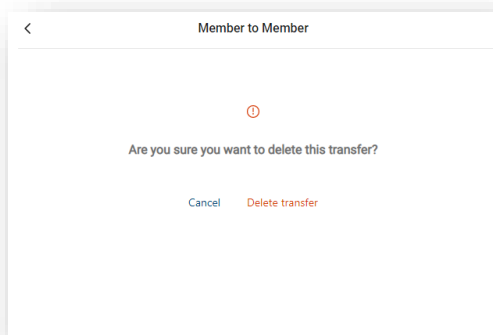 Member to Member
Are you sure you want to delete this transfer?
Cancel Delete transfer